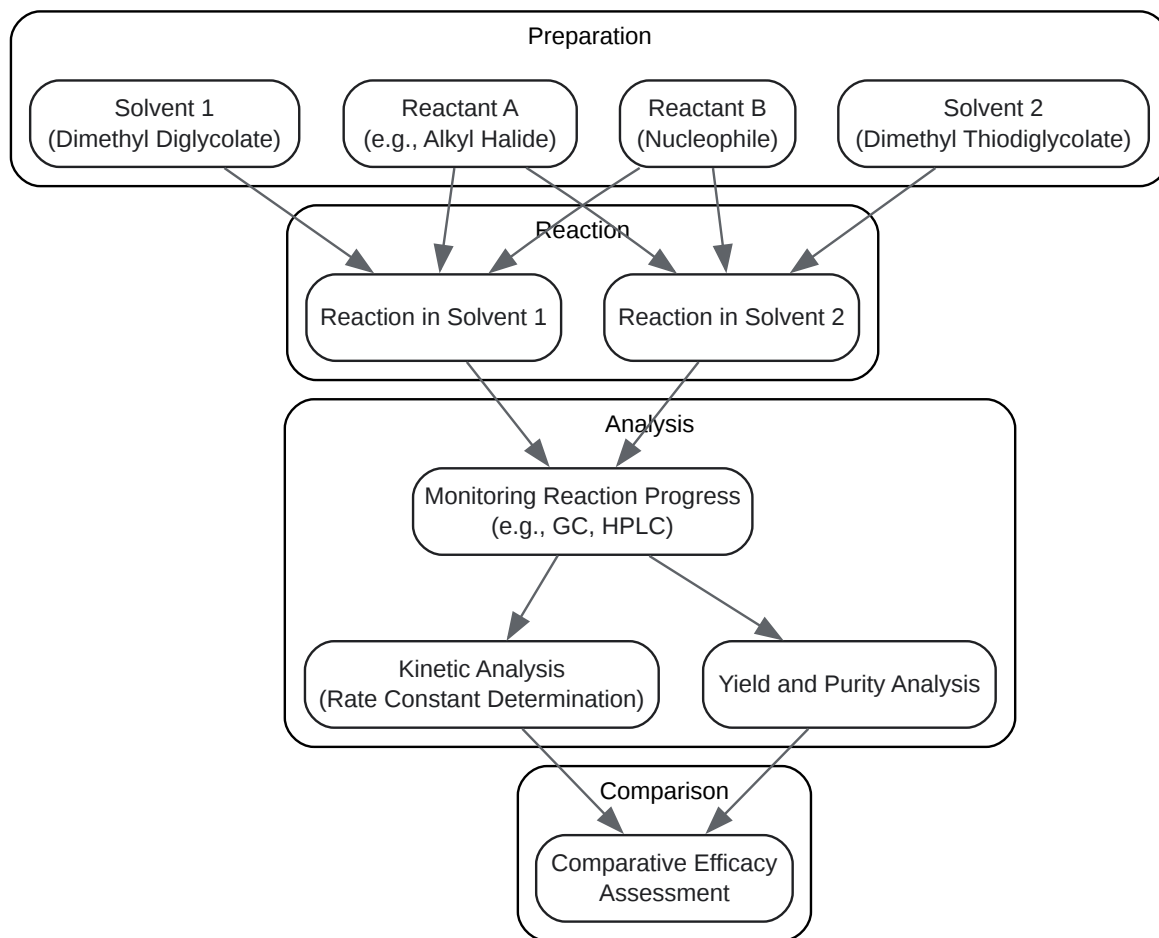 Preparation
Solvent 1
(Dimethyl Diglycolate)
Reactant A
(e.g., Alkyl Halide)
Reactant B
(Nucleophile)
Solvent 2
(Dimethyl Thiodiglycolate)
Reaction
Reaction in Solvent 1
Reaction in Solvent 2
Analysis
Monitoring Reaction Progress
(e.g., GC, HPLC)
Kinetic Analysis
(Rate Constant Determination)
Yield and Purity Analysis
Comparison
Comparative Efficacy
Assessment